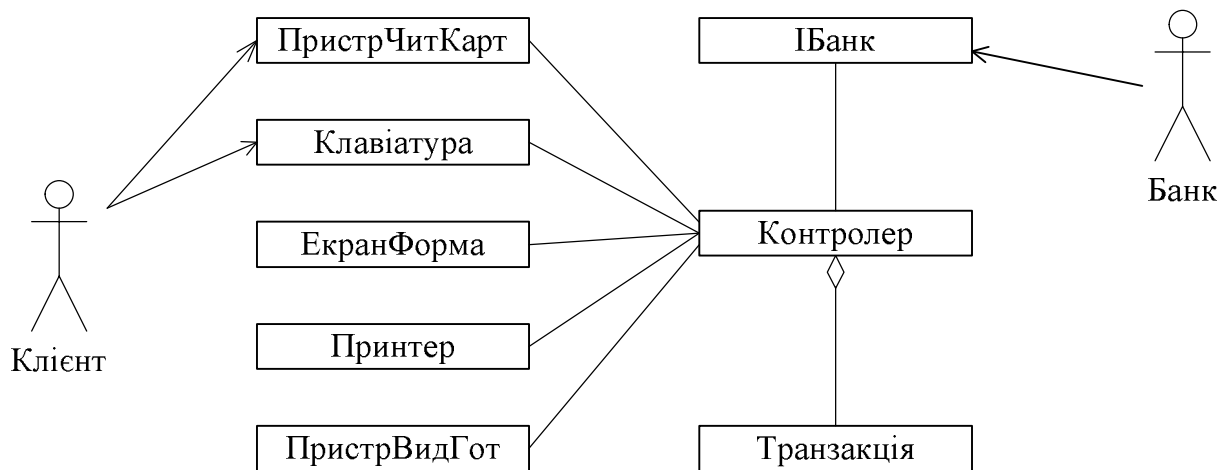 ПристрЧитКарт
ІБанк
Клавіатура
Банк
ЕкранФорма
Контролер
Клієнт
Принтер
ПристрВидГот
Транзакція